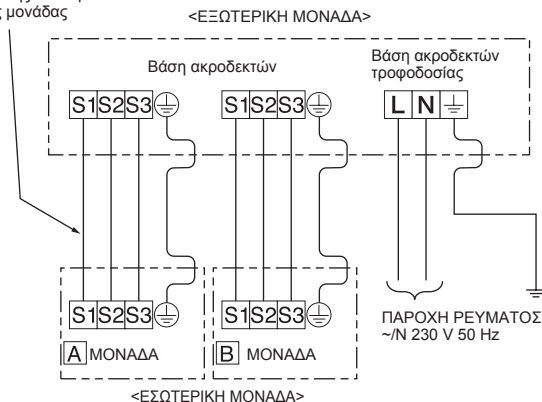 ς μονάδας
<ΕΞΩΤΕΡΙΚΗ ΜΟΝΑΔΑ>
Βάση ακροδεκτών
Βάση ακροδεκτών
τροφοδοσίας
S1 S2 S3
S1 S2 S3
L N
S1 S2 S3
S1 S2 S3
A ΜΟΝΑΔΑ
B ΜΟΝΑΔΑ
ΠΑΡΟΧΗ ΡΕΥΜΑΤΟΣ
~/N 230 V 50 Hz
<ΕΣΩΤΕΡΙΚΗ ΜΟΝΑΔΑ>